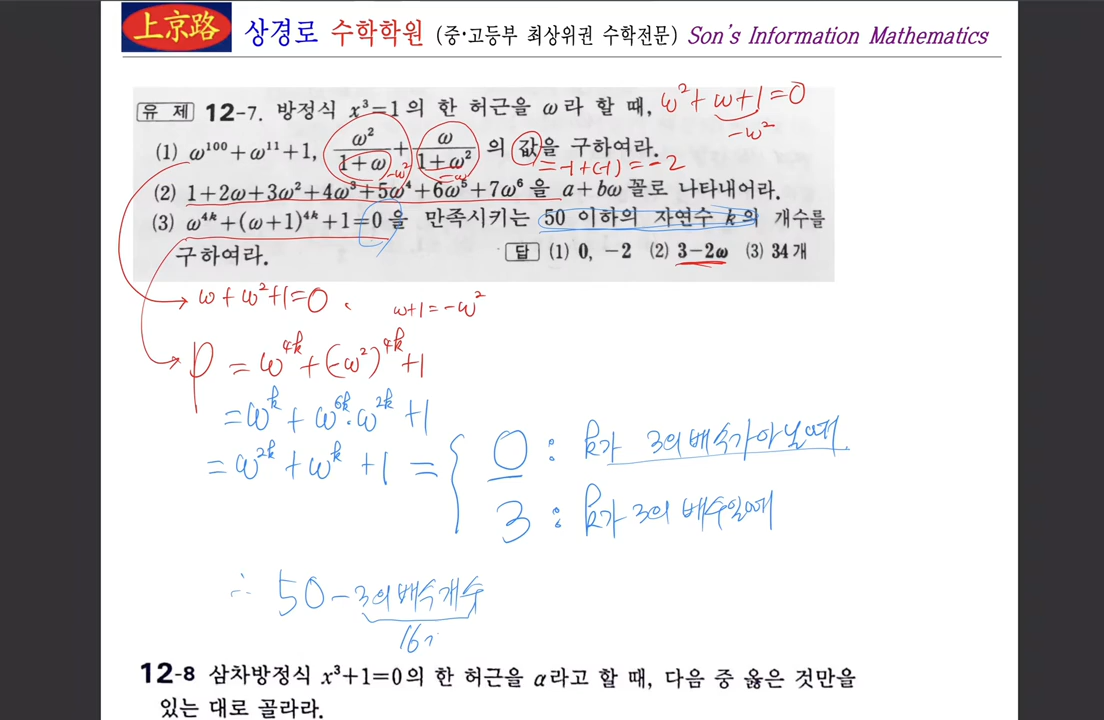 上京路 상경로 수학학원 (중·고등부 최상위권 수학전문) Son's Information Mathematics
유 제 12-7. 방정식 x³=1의 한 허근을 ω라 할 때, ω²+ω+1=0
-ω²
(1) ω¹⁰⁰+ω¹¹+1, ω²/(1+ω) + ω/(1+ω²) 의 값을 구하여라.
-ω² =-ω =-1+(-1)=-2
(2) 1+2ω+3ω²+4ω³+5ω⁴+6ω⁵+7ω⁶을 a+bω 꼴로 나타내어라.
(3) ω⁴ᵏ+(ω+1)⁴ᵏ+1=0을 만족시키는 50 이하의 자연수 k의 개수를
구하여라. 답 (1) 0, -2 (2) 3-2ω (3) 34개
ω+ω²+1=0. ω+1=-ω²
P=ω⁴ᵏ+(-ω²)⁴ᵏ+1
=ωᵏ+ω⁶ᵏ·ω²ᵏ+1
=ω²ᵏ+ωᵏ+1 = { 0 : k가 3의 배수가 아닐 때
3 : k가 3의 배수일 때
∴ 50-3의 배수 개수
16
12-8 삼차방정식 x³+1=0의 한 허근을 α라고 할 때, 다음 중 옳은 것만을
있는 대로 골라라.